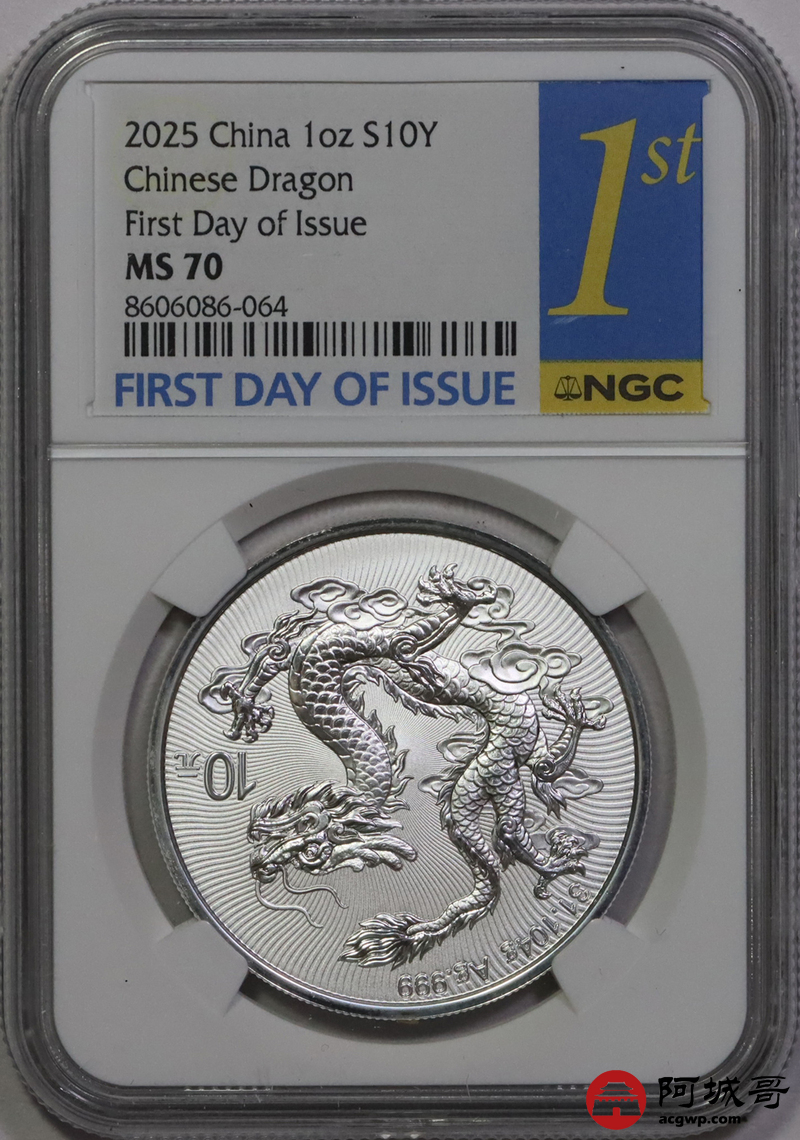 2025 China 1oz S10Y
Chinese Dragon
First Day of Issue
MS 70
8606086-064
FIRST DAY OF ISSUE
1st
NGC
10元
31.104g Ag.999
阿城哥
acgwp.com